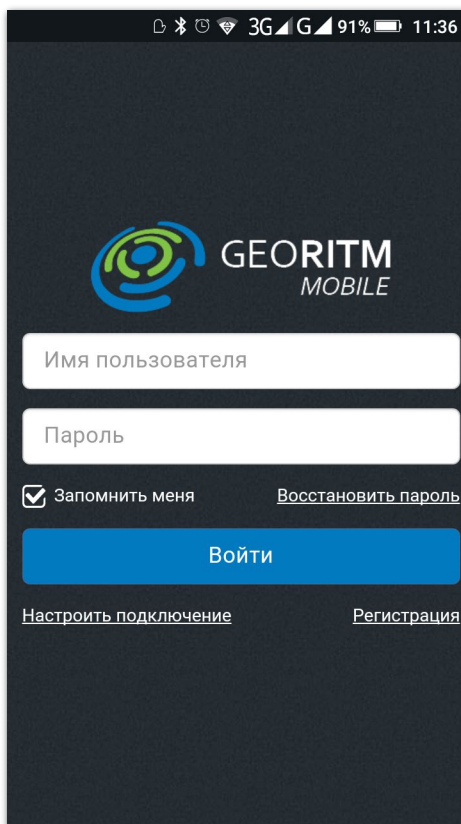 3G G 91% 11:36
GEORITM
MOBILE
Имя пользователя
Пароль
Запомнить меня Восстановить пароль
Войти
Настроить подключение Регистрация